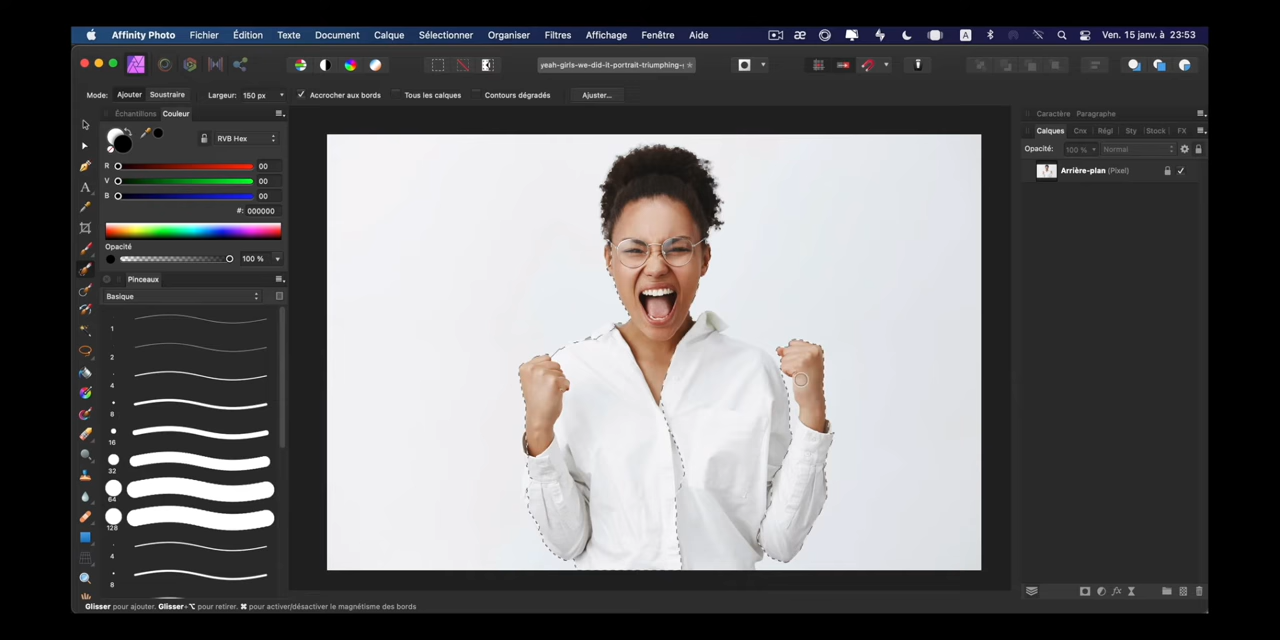 Affinity Photo Fichier Édition Texte Document Calque Sélectionner Organiser Filtres Affichage Fenêtre Aide æ A Ven. 15 janv. à 23:53
yeah-girls-we-did-it-portrait-triumphing-
Mode: Ajouter Soustraire Largeur: 150 px Accrocher aux bords Tous les calques Contours dégradés Ajuster...
Échantillons Couleur
RVB Hex
R 00
V 00
B 00
#: 000000
Opacité
100 %
Pinceaux
Basique
1
2
4
8
16
32
64
128
4
8
Caractère Paragraphe
Calques Cnx Régl Sty Stock FX
Opacité: 100 % Normal
Arrière-plan (Pixel)
fx
Glisser pour ajouter. Glisser+⌥ pour retirer. ⌘ pour activer/désactiver le magnétisme des bords